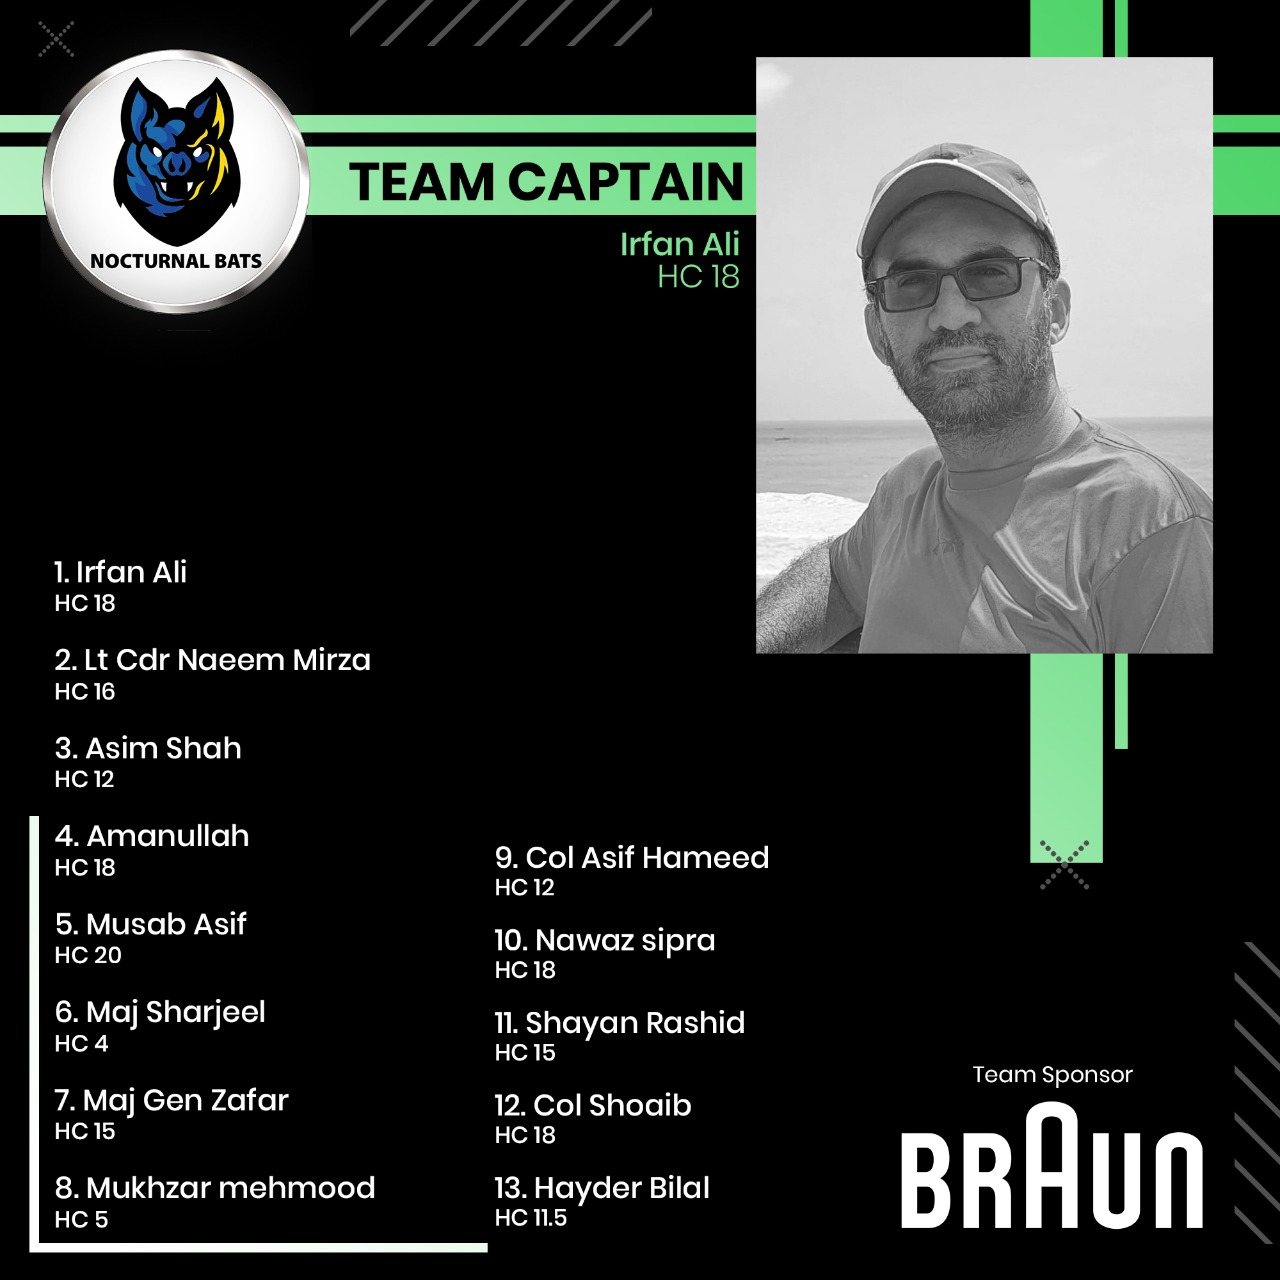 NOCTURNAL BATS
TEAM CAPTAIN
Irfan Ali
HC 18
1. Irfan Ali
HC 18
2. Lt Cdr Naeem Mirza
HC 16
3. Asim Shah
HC 12
4. Amanullah
HC 18
5. Musab Asif
HC 20
6. Maj Sharjeel
HC 4
7. Maj Gen Zafar
HC 15
8. Mukhzar mehmood
HC 5
9. Col Asif Hameed
HC 12
10. Nawaz sipra
HC 18
11. Shayan Rashid
HC 15
12. Col Shoaib
HC 18
13. Hayder Bilal
HC 11.5
Team Sponsor
BRAUN